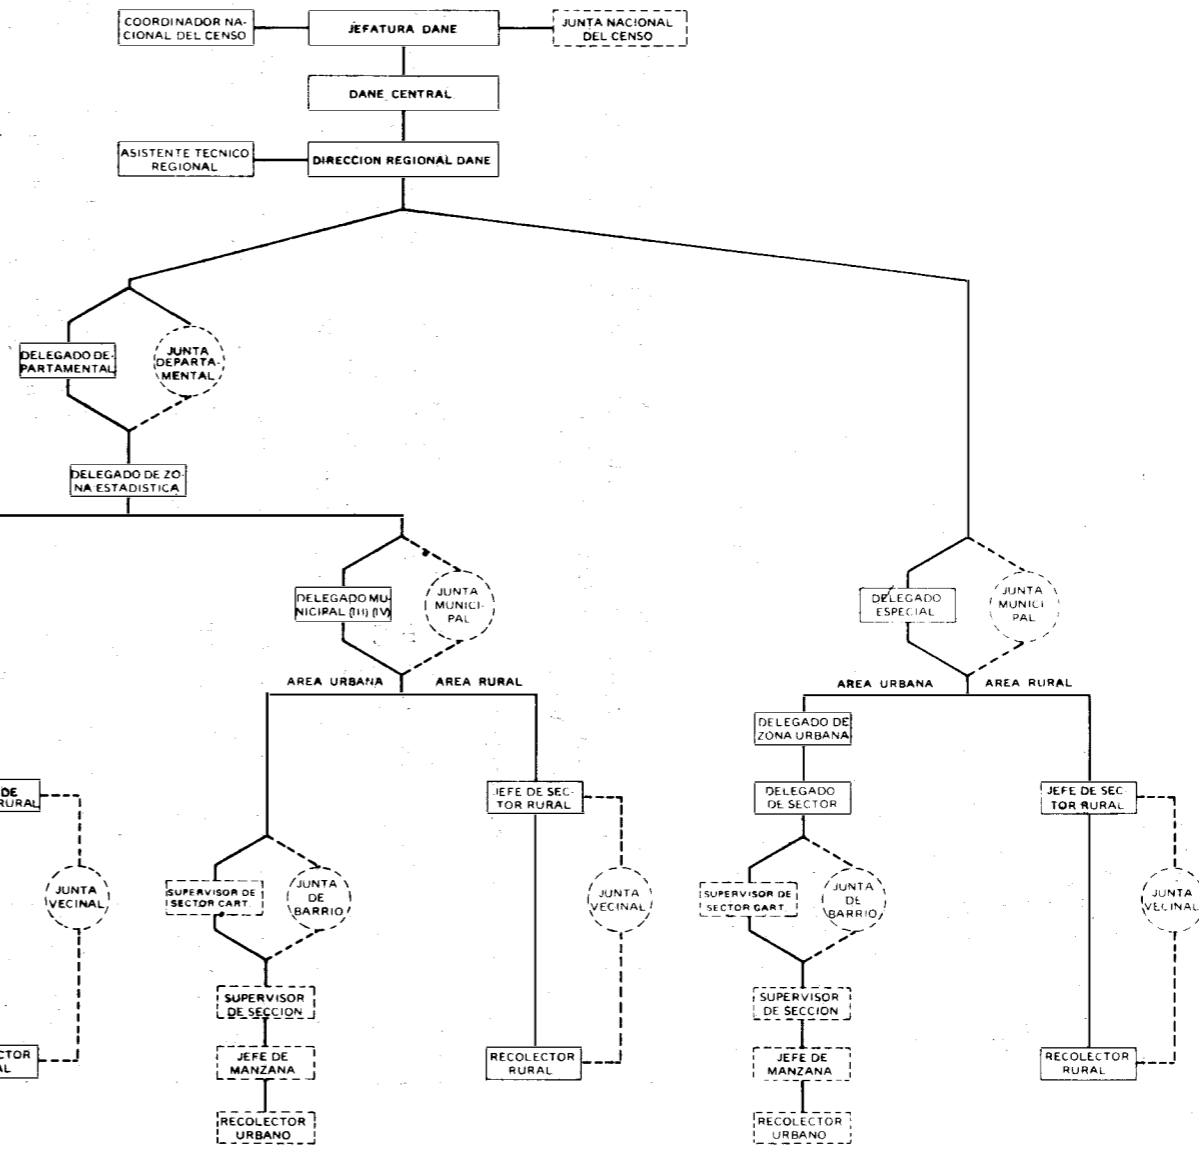 COORDINADOR NA-
CIONAL DEL CENSO
JEFATURA DANE
JUNTA NACIONAL
DEL CENSO
DANE CENTRAL
ASISTENTE TECNICO
REGIONAL
DIRECCION REGIONAL DANE
DELEGADO DE-
PARTAMENTAL
JUNTA
DEPARTA-
MENTAL
DELEGADO DE ZO-
NA ESTADISTICA
DELEGADO MU-
NICIPAL (III) (IV)
JUNTA
MUNICI-
PAL
DELEGADO
ESPECIAL
JUNTA
MUNICI
PAL
AREA URBANA
AREA RURAL
AREA URBANA
AREA RURAL
DELEGADO DE
ZONA URBANA
DE
RURAL
JEFE DE SEC-
TOR RURAL
DELEGADO
DE SECTOR
JEFE DE SEC-
TOR RURAL
JUNTA
VECINAL
SUPERVISOR DE
SECTOR CART.
JUNTA
DE
BARRIO
JUNTA
VECINAL
SUPERVISOR DE
SECTOR CART.
JUNTA
DE
BARRIO
JUNTA
VECINAL
SUPERVISOR
DE SECCION
SUPERVISOR
DE SECCION
CTOR
AL
JEFE DE
MANZANA
RECOLECTOR
RURAL
JEFE DE
MANZANA
RECOLECTOR
RURAL
RECOLECTOR
URBANO
RECOLECTOR
URBANO